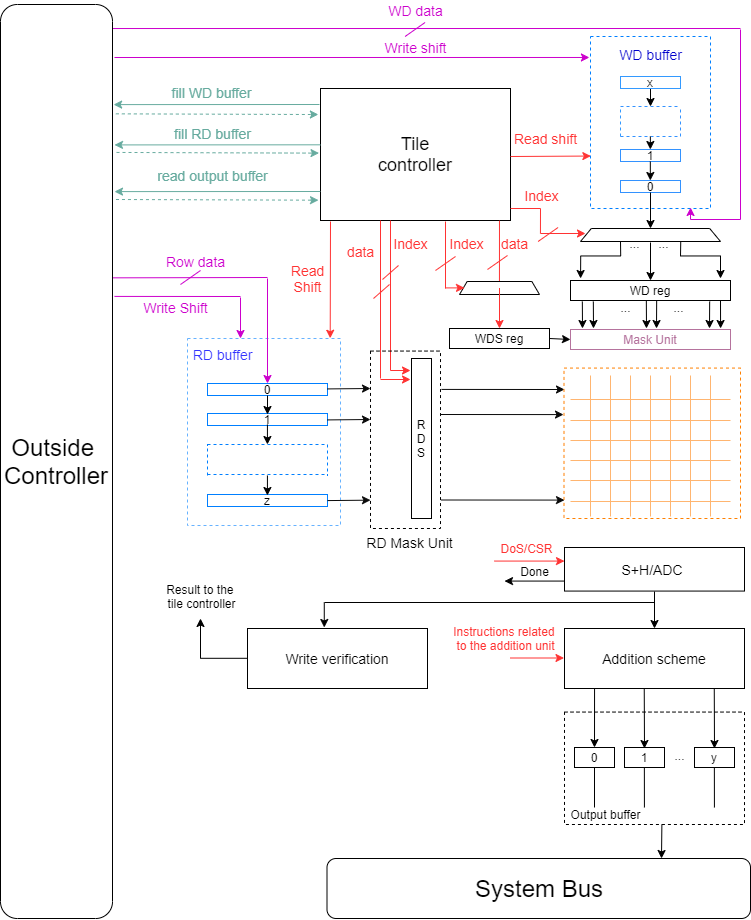 WD data
Write shift
WD buffer
x
fill WD buffer
fill RD buffer
read output buffer
Tile
controller
Read shift
1
0
Index
...
...
Row data
Write Shift
Read
Shift
data
Index
Index
data
WD reg
...
...
WDS reg
Mask Unit
RD buffer
0
1
z
R
D
S
RD Mask Unit
Outside
Controller
DoS/CSR
Done
S+H/ADC
Result to the
tile controller
Write verification
Instructions related
to the addition unit
Addition scheme
0
1
...
y
Output buffer
System Bus